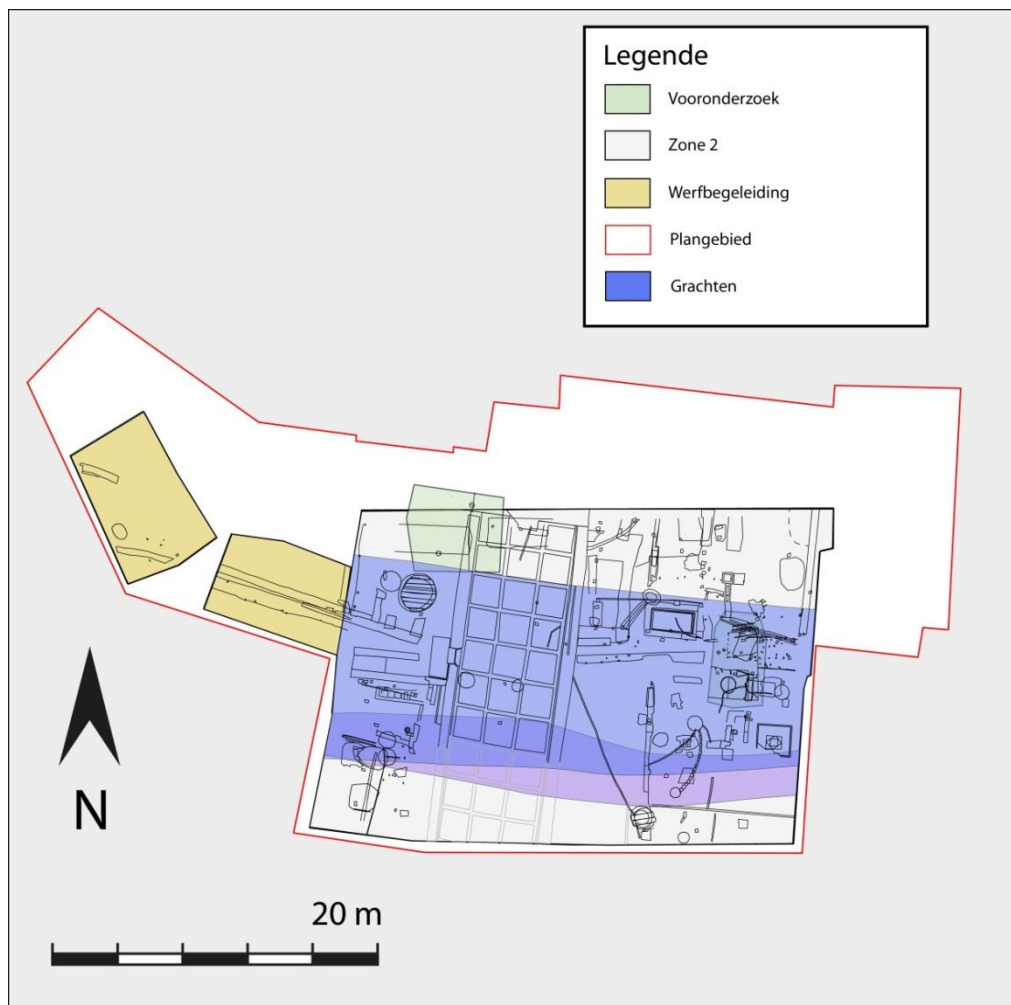 Legende
Vooronderzoek
Zone 2
Werfbegeleiding
Plangebied
Grachten
N
20 m